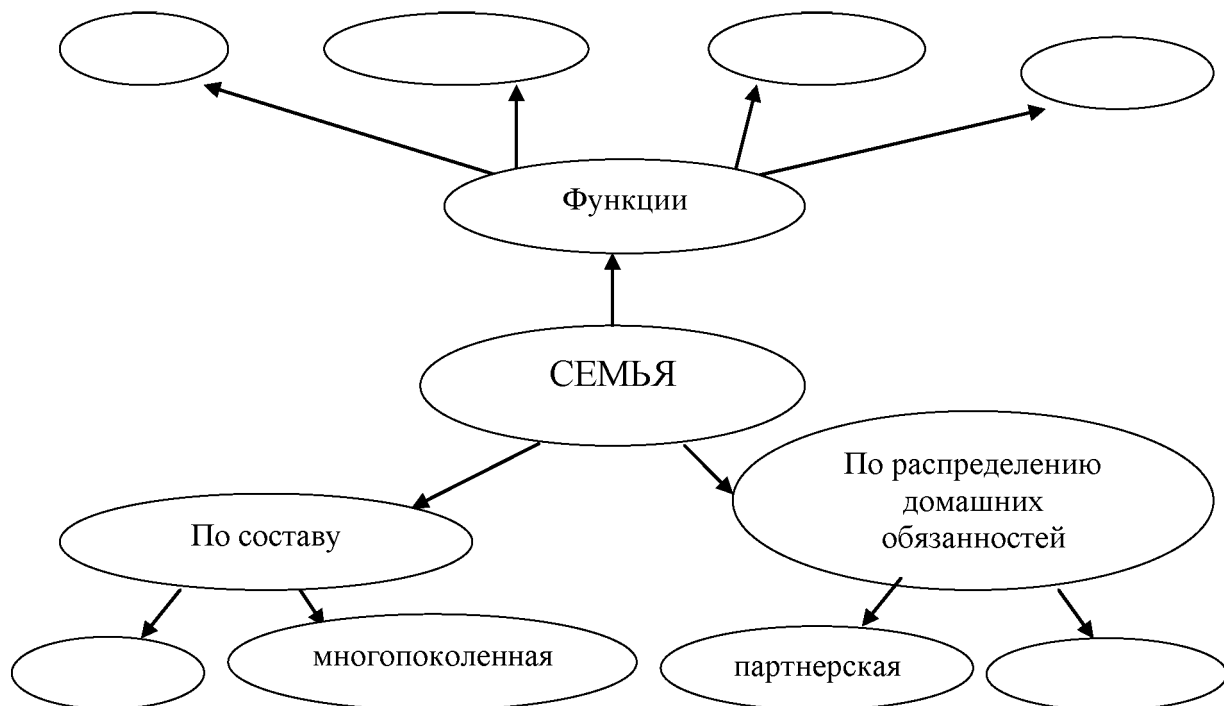 Функции
СЕМЬЯ
По составу
По распределению
домашних
обязанностей
многопоколенная
партнерская